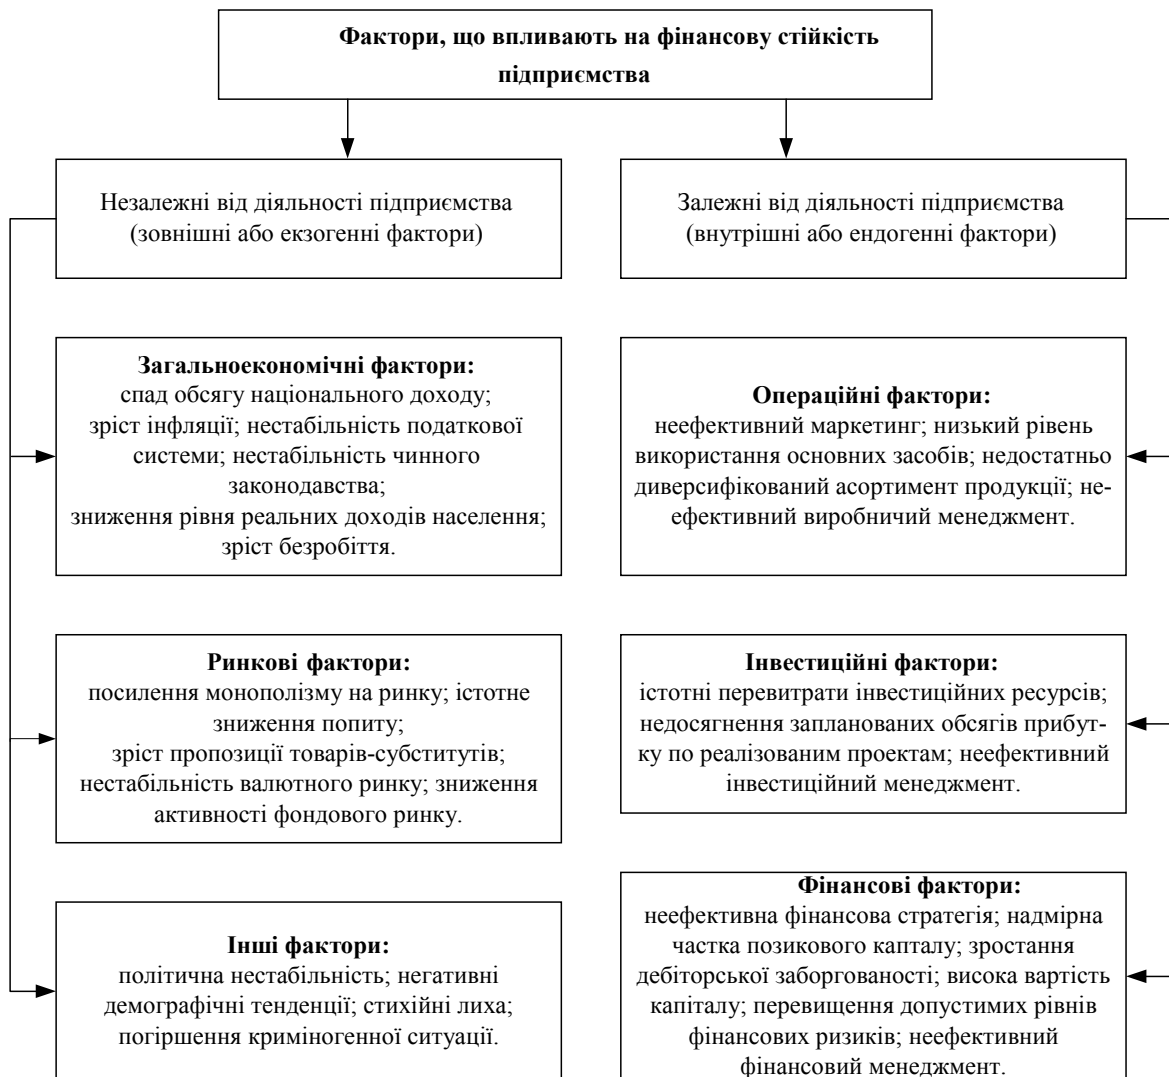 Фактори, що впливають на фінансову стійкість
підприємства
Незалежні від діяльності підприємства
(зовнішні або екзогенні фактори)
Залежні від діяльності підприємства
(внутрішні або ендогенні фактори)
Загальноекономічні фактори:
спад обсягу національного доходу;
зріст інфляції; нестабільність податкової
системи; нестабільність чинного
законодавства;
зниження рівня реальних доходів населення;
зріст безробіття.
Операційні фактори:
неефективний маркетинг; низький рівень
використання основних засобів; недостатньо
диверсифікований асортимент продукції; не-
ефективний виробничий менеджмент.
Ринкові фактори:
посилення монополізму на ринку; істотне
зниження попиту;
зріст пропозиції товарів-субститутів;
нестабільність валютного ринку; зниження
активності фондового ринку.
Інвестиційні фактори:
істотні перевитрати інвестиційних ресурсів;
недосягнення запланованих обсягів прибут-
ку по реалізованим проектам; неефективний
інвестиційний менеджмент.
Інші фактори:
політична нестабільність; негативні
демографічні тенденції; стихійні лиха;
погіршення криміногенної ситуації.
Фінансові фактори:
неефективна фінансова стратегія; надмірна
частка позикового капталу; зростання
дебіторської заборгованості; висока вартість
капіталу; перевищення допустимих рівнів
фінансових ризиків; неефективний
фінансовий менеджмент.